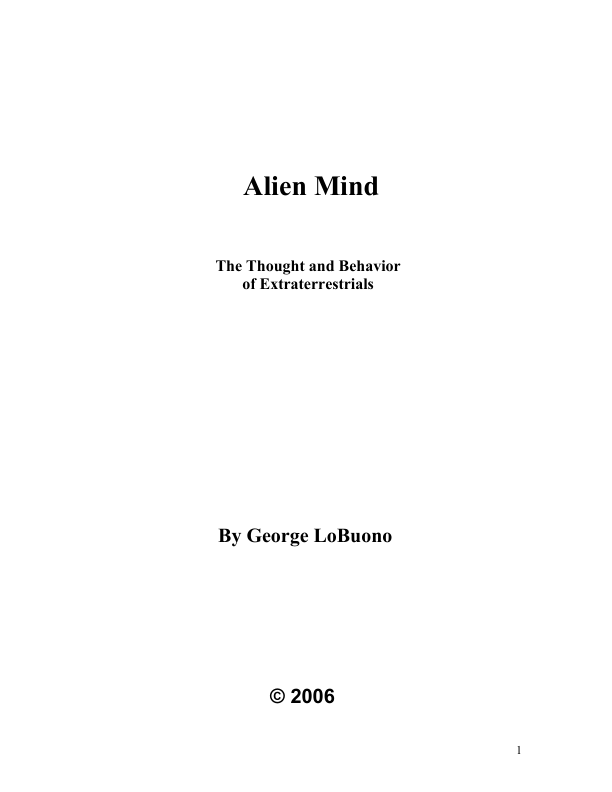 Alien Mind
The Thought and Behavior
of Extraterrestrials
By George LoBuono
© 2006
1